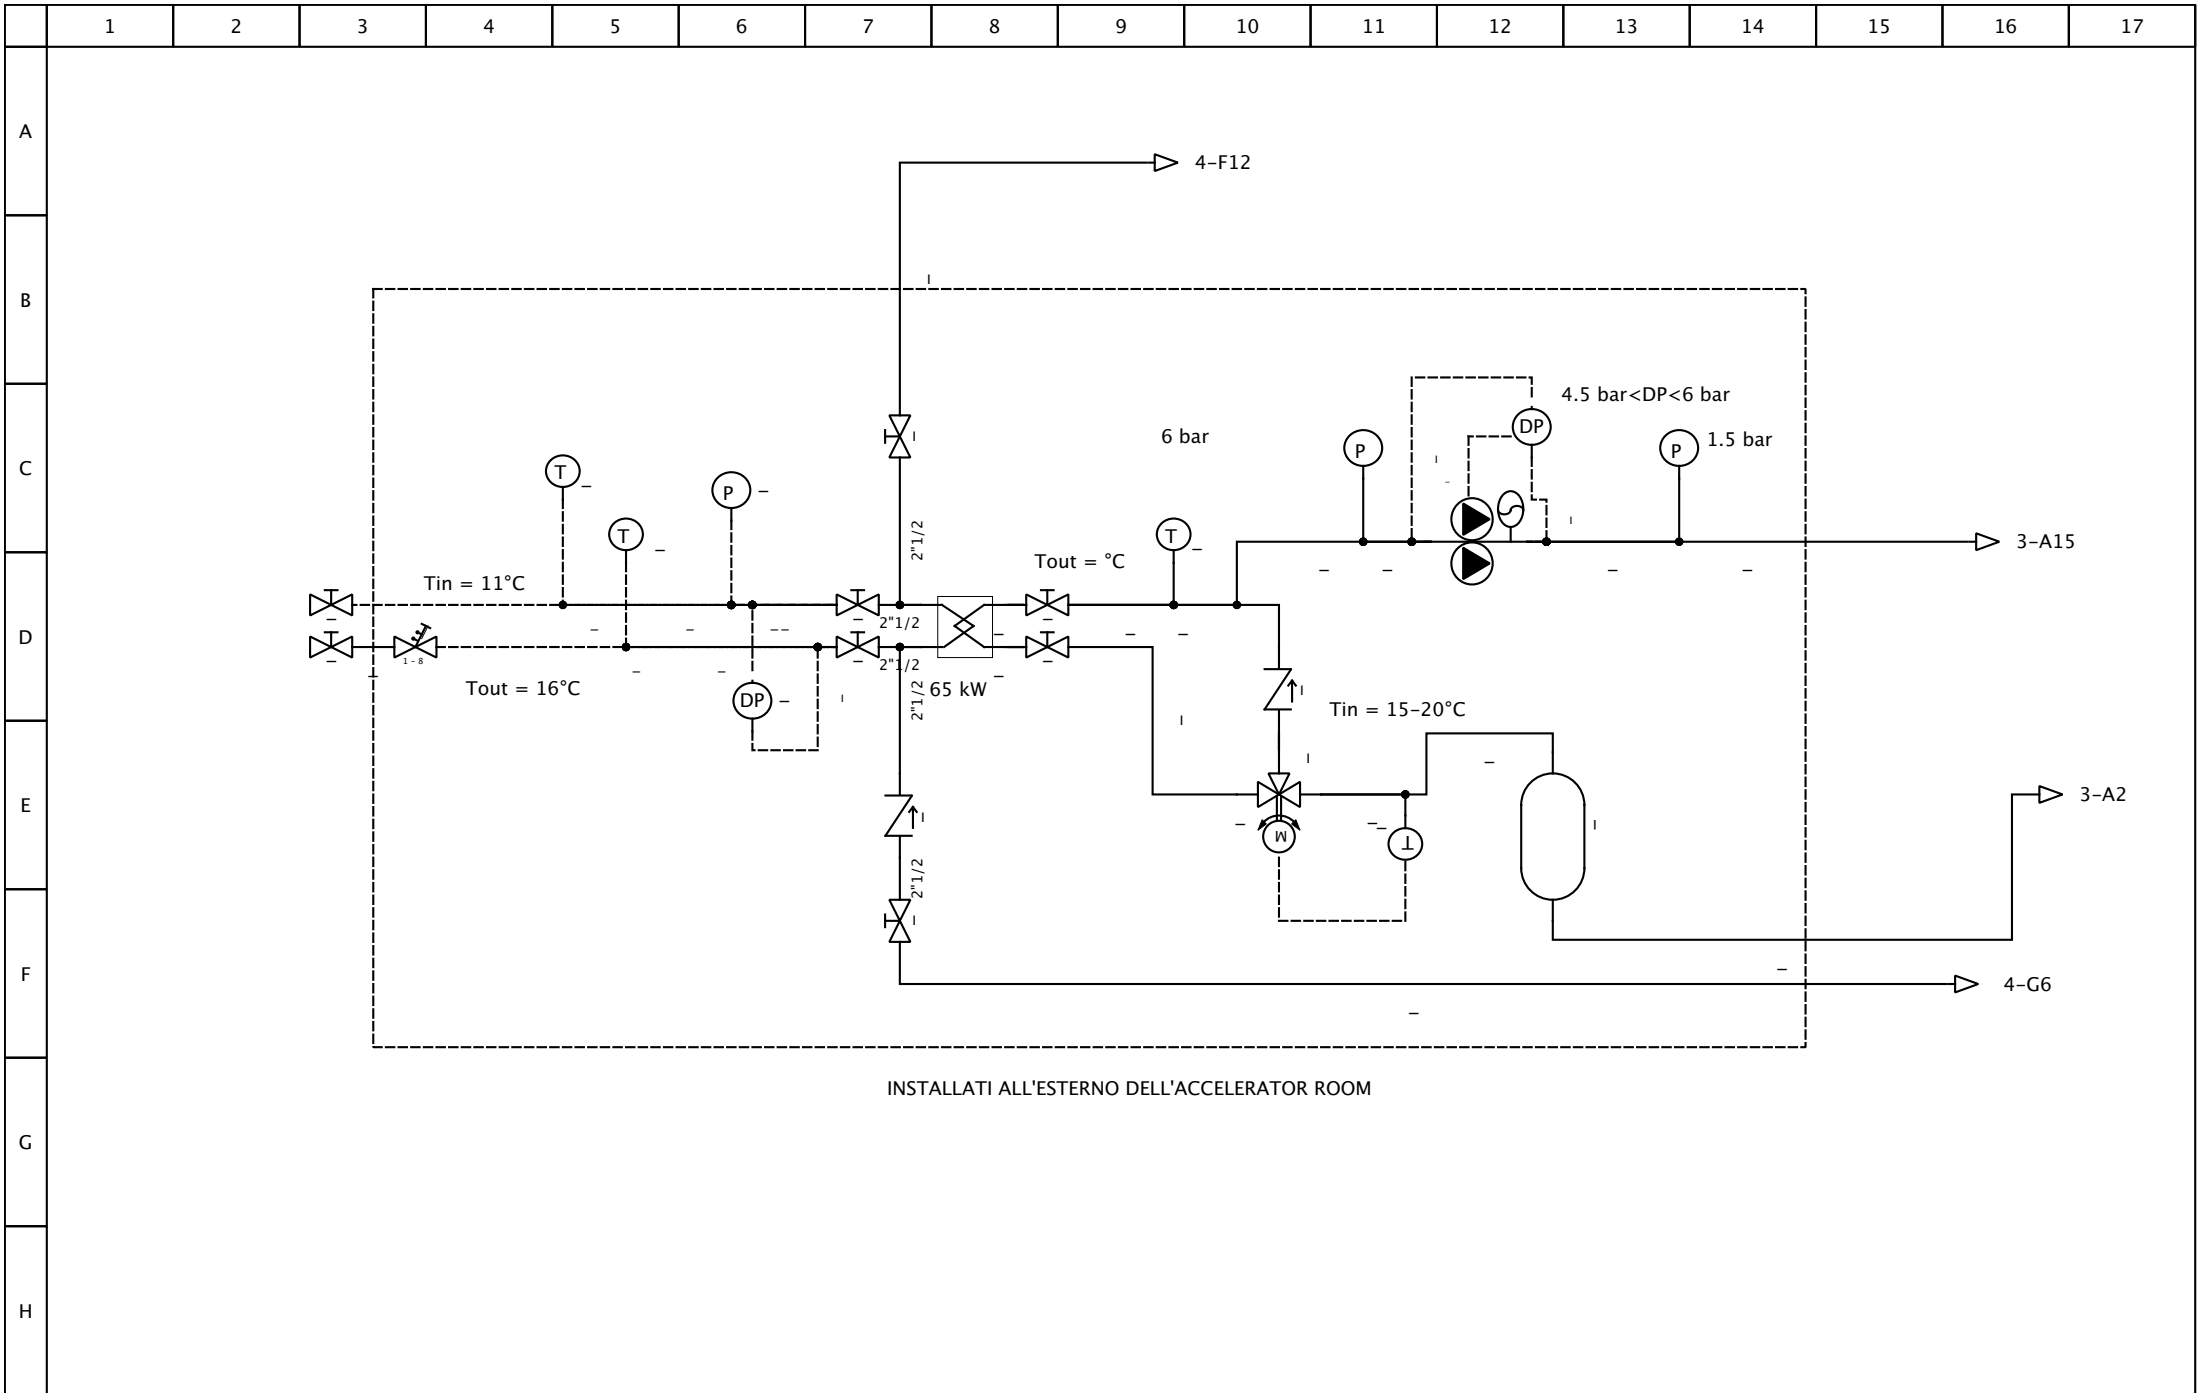 1 2 3 4 5 6 7 8 9 10 11 12 13 14 15 16 17
A
4-F12
B
4.5 bar<DP<6 bar
DP
6 bar
P
P
1.5 bar
C
T
P
T
2"1/2
T
3-A15
Tout = °C
Tin = 11°C
2"1/2
D
1-8
2"1/2
Tout = 16°C
DP
2"1/2
65 kW
Tin = 15-20°C
E
3-A2
M
T
2"1/2
F
4-G6
INSTALLATI ALL'ESTERNO DELL'ACCELERATOR ROOM
G
H